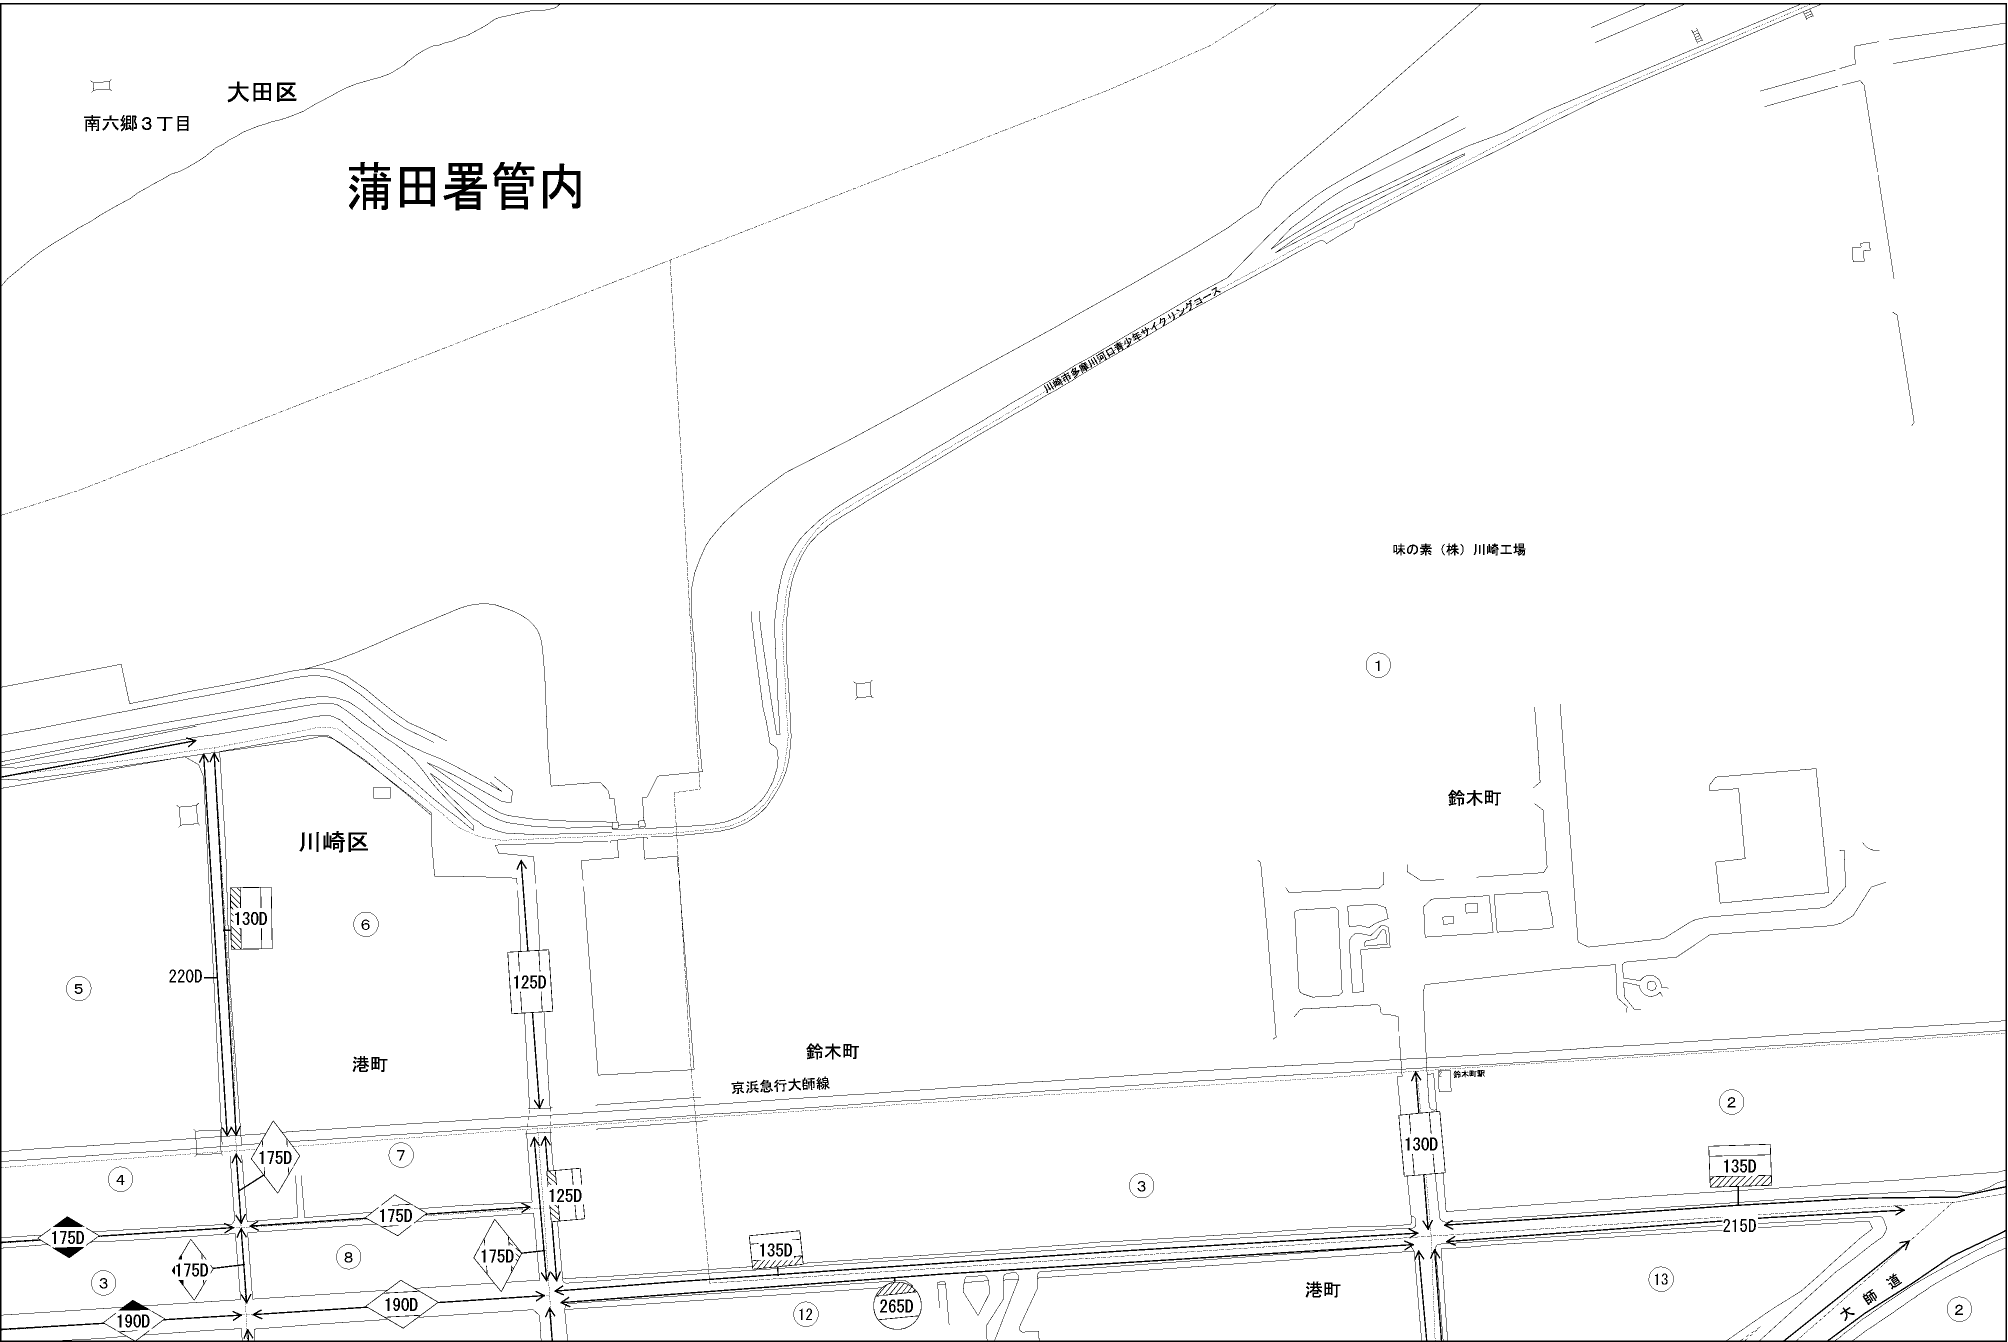 大田区
南六郷3丁目
蒲田署管内
川崎市多摩川河口青少年サイクリングコース
味の素（株）川崎工場
1
鈴木町
川崎区
130D
6
220D
125D
5
港町
鈴木町
京浜急行大師線
鈴木町駅
2
130D
175D
7
135D
4
3
125D
175D
175D
215D
175D
175D
8
135D
3
港町
13
大師道
190D
190D
265D
12
2